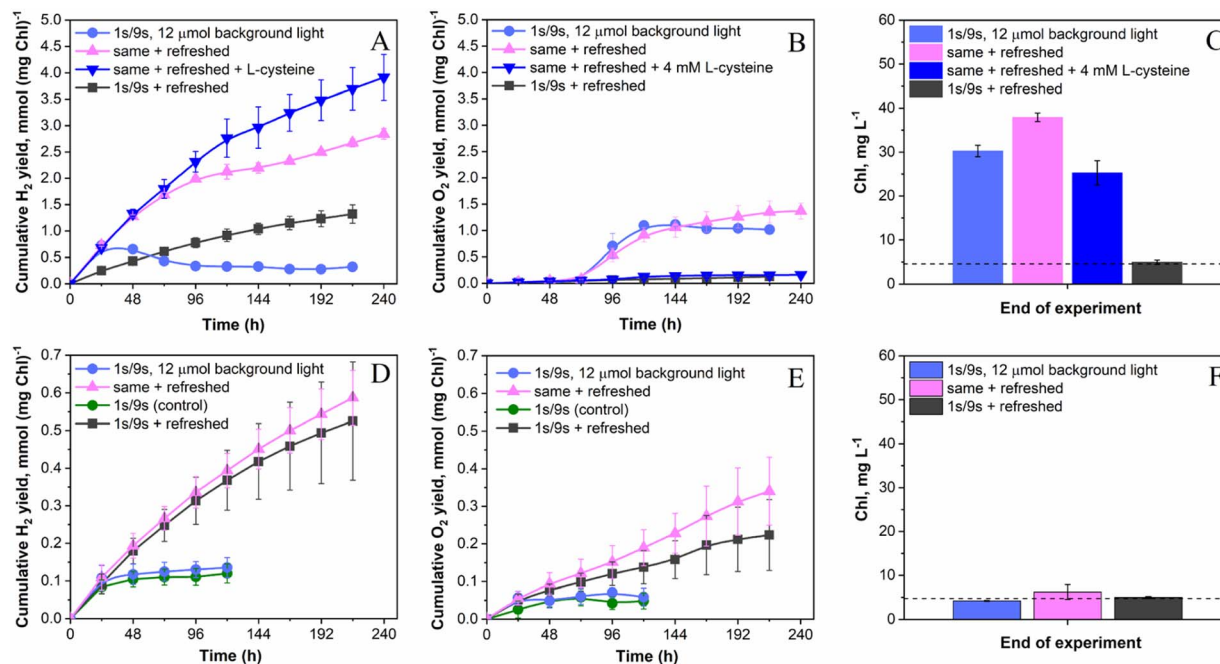 A
1s/9s, 12 μmol background light
same + refreshed
same + refreshed + L-cysteine
1s/9s + refreshed
Cumulative H₂ yield, mmol (mg Chl)⁻¹
5.0
4.5
4.0
3.5
3.0
2.5
2.0
1.5
1.0
0.5
0.0
0 48 96 144 192 240
Time (h)
B
1s/9s, 12 μmol background light
same + refreshed
same + refreshed + 4 mM L-cysteine
1s/9s + refreshed
Cumulative O₂ yield, mmol (mg Chl)⁻¹
5.0
4.5
4.0
3.5
3.0
2.5
2.0
1.5
1.0
0.5
0.0
0 48 96 144 192 240
Time (h)
C
1s/9s, 12 μmol background light
same + refreshed
same + refreshed + 4 mM L-cysteine
1s/9s + refreshed
Chl, mg L⁻¹
60
50
40
30
20
10
0
End of experiment
D
1s/9s, 12 μmol background light
same + refreshed
1s/9s (control)
1s/9s + refreshed
Cumulative H₂ yield, mmol (mg Chl)⁻¹
0.7
0.6
0.5
0.4
0.3
0.2
0.1
0.0
0 48 96 144 192 240
Time (h)
E
1s/9s, 12 μmol background light
same + refreshed
1s/9s (control)
1s/9s + refreshed
Cumulative O₂ yield, mmol (mg Chl)⁻¹
0.7
0.6
0.5
0.4
0.3
0.2
0.1
0.0
0 48 96 144 192 240
Time (h)
F
1s/9s, 12 μmol background light
same + refreshed
1s/9s + refreshed
Chl, mg L⁻¹
60
50
40
30
20
10
0
End of experiment